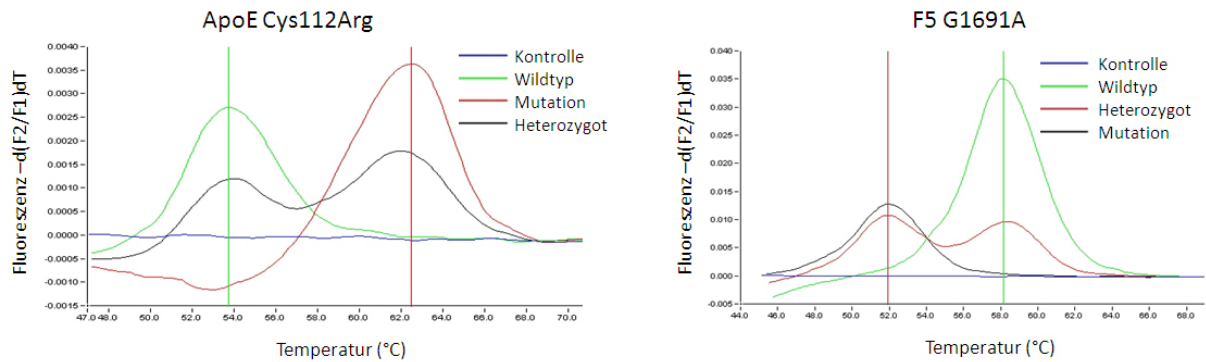 ApoE Cys112Arg
Fluoreszenz –d(F2/F1)dT
0.0040
0.0035
0.0030
0.0025
0.0020
0.0015
0.0010
0.0005
0.0000
-0.0005
-0.0010
-0.0015
47.0 48.0 50.0 52.0 54.0 56.0 58.0 60.0 62.0 64.0 66.0 68.0 70.0
Temperatur (°C)
Kontrolle
Wildtyp
Mutation
Heterozygot
F5 G1691A
Fluoreszenz –d(F2/F1)dT
0.040
0.035
0.030
0.025
0.020
0.015
0.010
0.005
0.000
-0.005
44.0 46.0 48.0 50.0 52.0 54.0 56.0 58.0 60.0 62.0 64.0 66.0 68.0
Temperatur (°C)
Kontrolle
Wildtyp
Heterozygot
Mutation